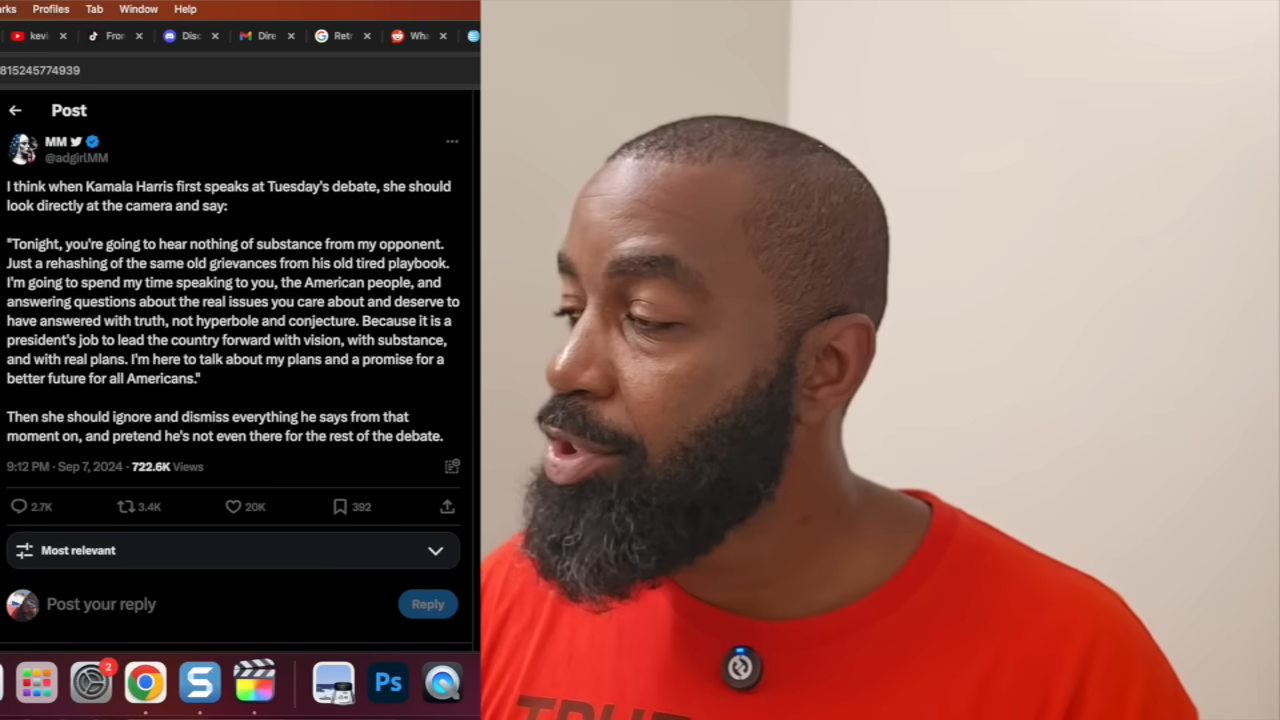 Profiles Tab Window Help
kevi Fror Disc Dire Retr Wha
815245774939
Post
MM
@adgirlMM
I think when Kamala Harris first speaks at Tuesday's debate, she should
look directly at the camera and say:
"Tonight, you're going to hear nothing of substance from my opponent.
Just a rehashing of the same old grievances from his old tired playbook.
I'm going to spend my time speaking to you, the American people, and
answering questions about the real issues you care about and deserve to
have answered with truth, not hyperbole and conjecture. Because it is a
president's job to lead the country forward with vision, with substance,
and with real plans. I'm here to talk about my plans and a promise for a
better future for all Americans."
Then she should ignore and dismiss everything he says from that
moment on, and pretend he's not even there for the rest of the debate.
9:12 PM · Sep 7, 2024 · 722.6K Views
2.7K 3.4K 20K 392
Most relevant
Post your reply
Reply
2
S
Ps